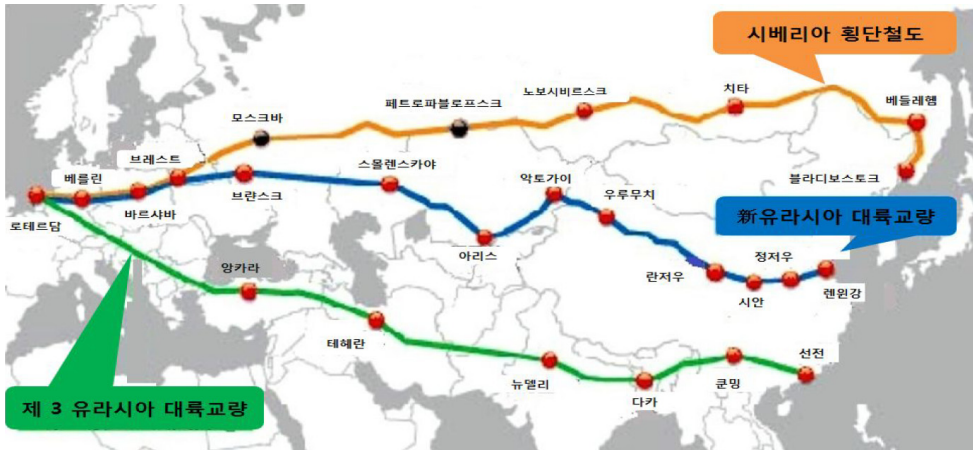 시베리아 횡단철도
노보시비르스크
치타
페트로파블로프스크
베들레헴
모스크바
브레스트
스몰렌스카야
베를린
악토가이
블라디보스토크
우루무치
브랸스크
바르샤바
新유라시아 대륙교량
로테르담
아리스
정저우
앙카라
란저우
시안
롄윈강
테헤란
선전
뉴델리
쿤밍
다카
제 3 유라시아 대륙교량